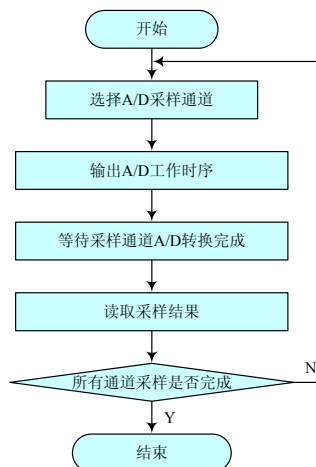 开始
选择A/D采样通道
输出A/D工作时序
等待采样通道A/D转换完成
读取采样结果
所有通道采样是否完成
N
Y
结束